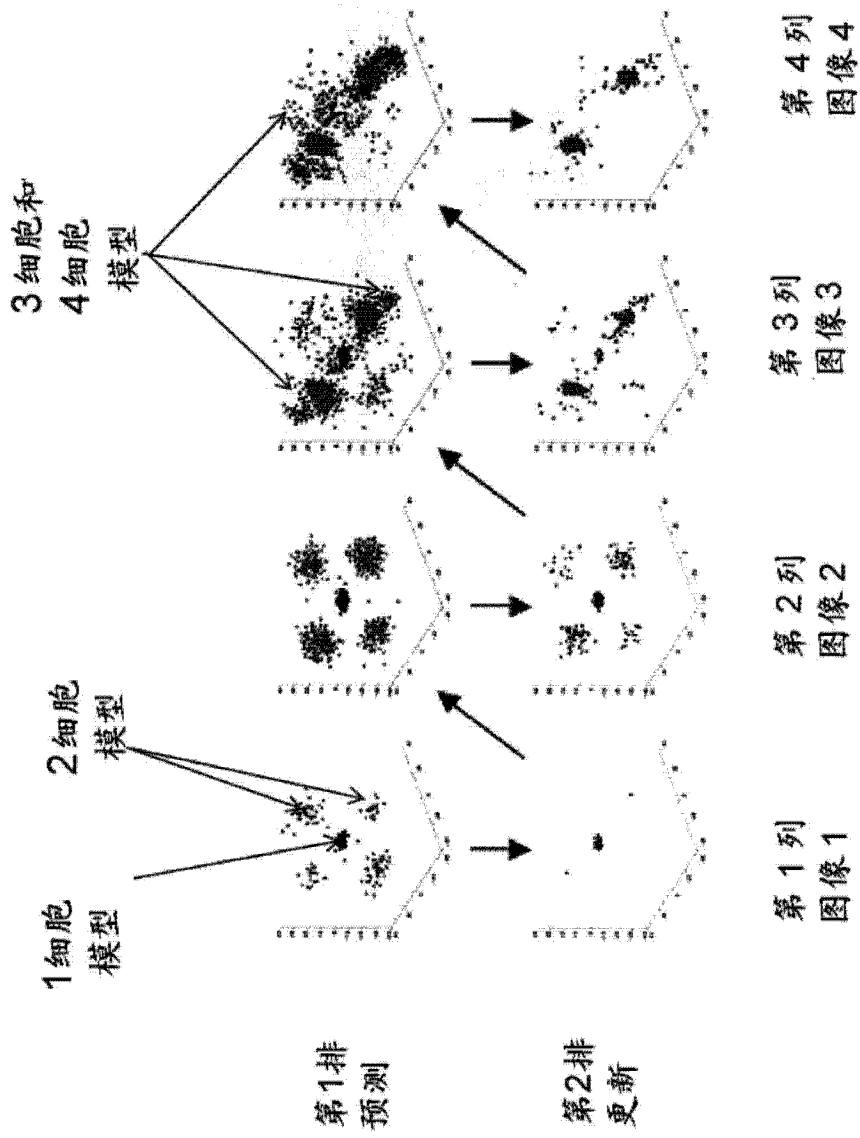 1细胞
模型
2细胞
模型
3细胞和
4细胞
模型
第1排
预测
第2排
更新
第1列
图像1
第2列
图像2
第3列
图像3
第4列
图像4